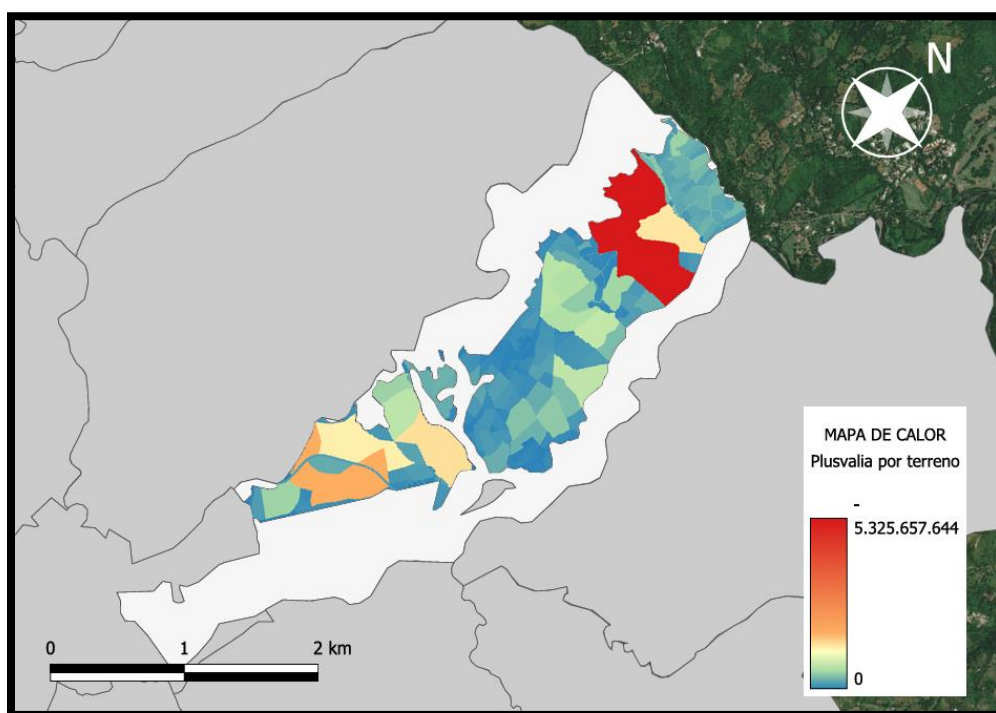 N
MAPA DE CALOR
Plusvalia por terreno
-
5.325.657.644
0
0 1 2 km